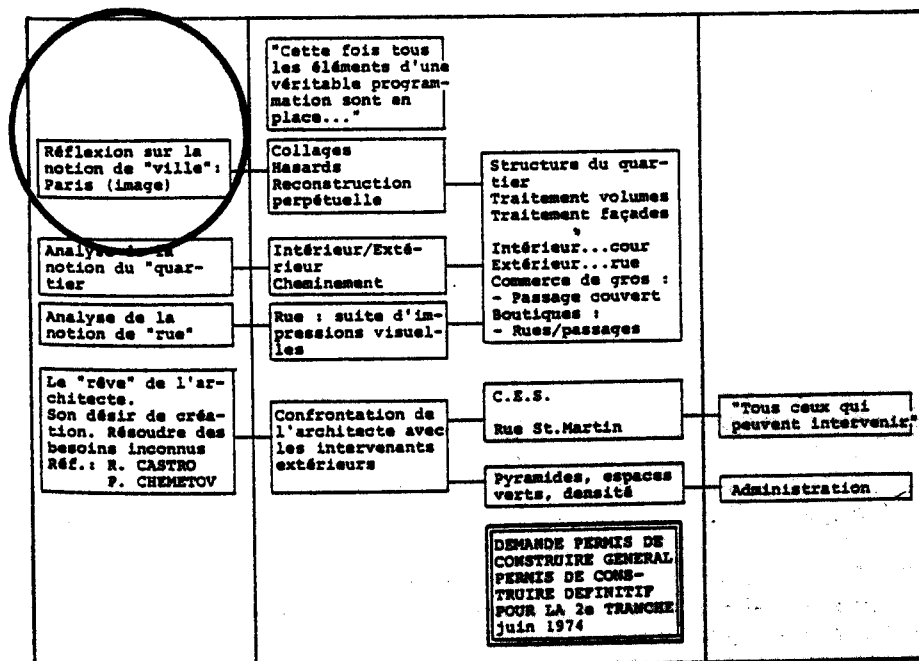 "Cette fois tous
les éléments d'une
véritable program-
mation sont en
place..."
Réflexion sur la
notion de "ville":
Paris (image)
Collages
Hasards
Reconstruction
perpétuelle
Structure du quar-
tier
Traitement volumes
Traitement façades
Intérieur...cour
Extérieur...rue
Commerce de gros :
- Passage couvert
Boutiques :
- Rues/passages
Analyse de la
notion du "quar-
tier
Intérieur/Exté-
rieur
Cheminement
Analyse de la
notion de "rue"
Rue : suite d'im-
pressions visuel-
les
Le "rêve" de l'ar-
chitecte.
Son désir de créa-
tion. Résoudre des
besoins inconnus
Réf.: R. CASTRO
P. CHEMETOV
Confrontation de
l'architecte avec
les intervenants
extérieurs
C.E.S.
Rue St.Martin
"Tous ceux qui
peuvent intervenir"
Pyramides, espaces
verts, densité
Administration
DEMANDE PERMIS DE
CONSTRUIRE GENERAL
PERMIS DE CONS-
TRUIRE DEFINITIF
POUR LA 2e TRANCHE
juin 1974